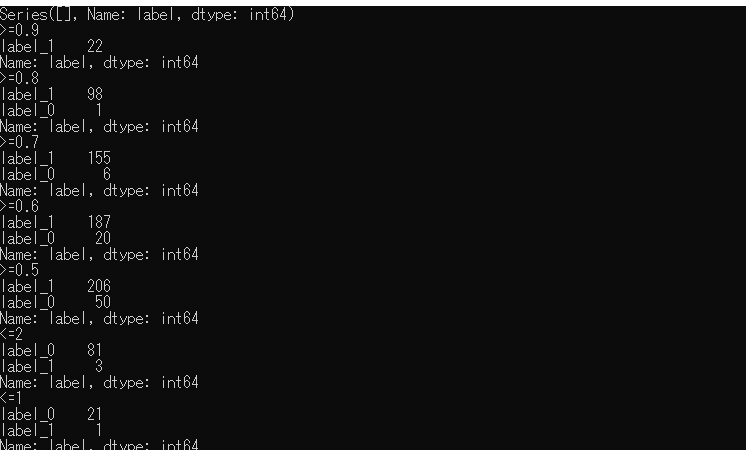 Series([], Name: label, dtype: int64)
>=0.9
label_1    22
Name: label, dtype: int64
>=0.8
label_1    98
label_0     1
Name: label, dtype: int64
>=0.7
label_1    155
label_0      6
Name: label, dtype: int64
>=0.6
label_1    187
label_0     20
Name: label, dtype: int64
>=0.5
label_1    206
label_0     50
Name: label, dtype: int64
<=2
label_0    81
label_1     3
Name: label, dtype: int64
<=1
label_0    21
label_1     1
Name: label, dtype: int64